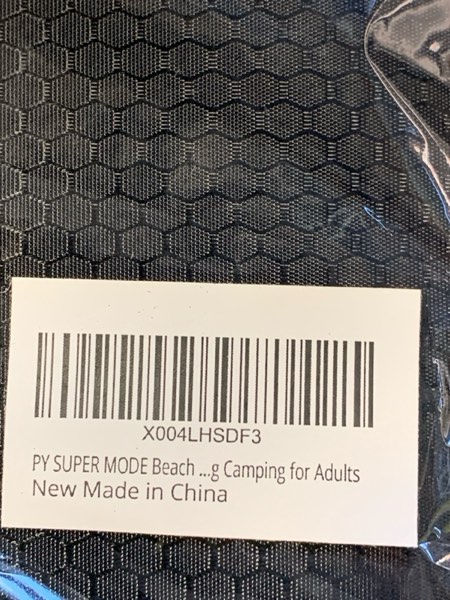 X004LHSDF3
PY SUPER MODE Beach ...g Camping for Adults
New Made in China